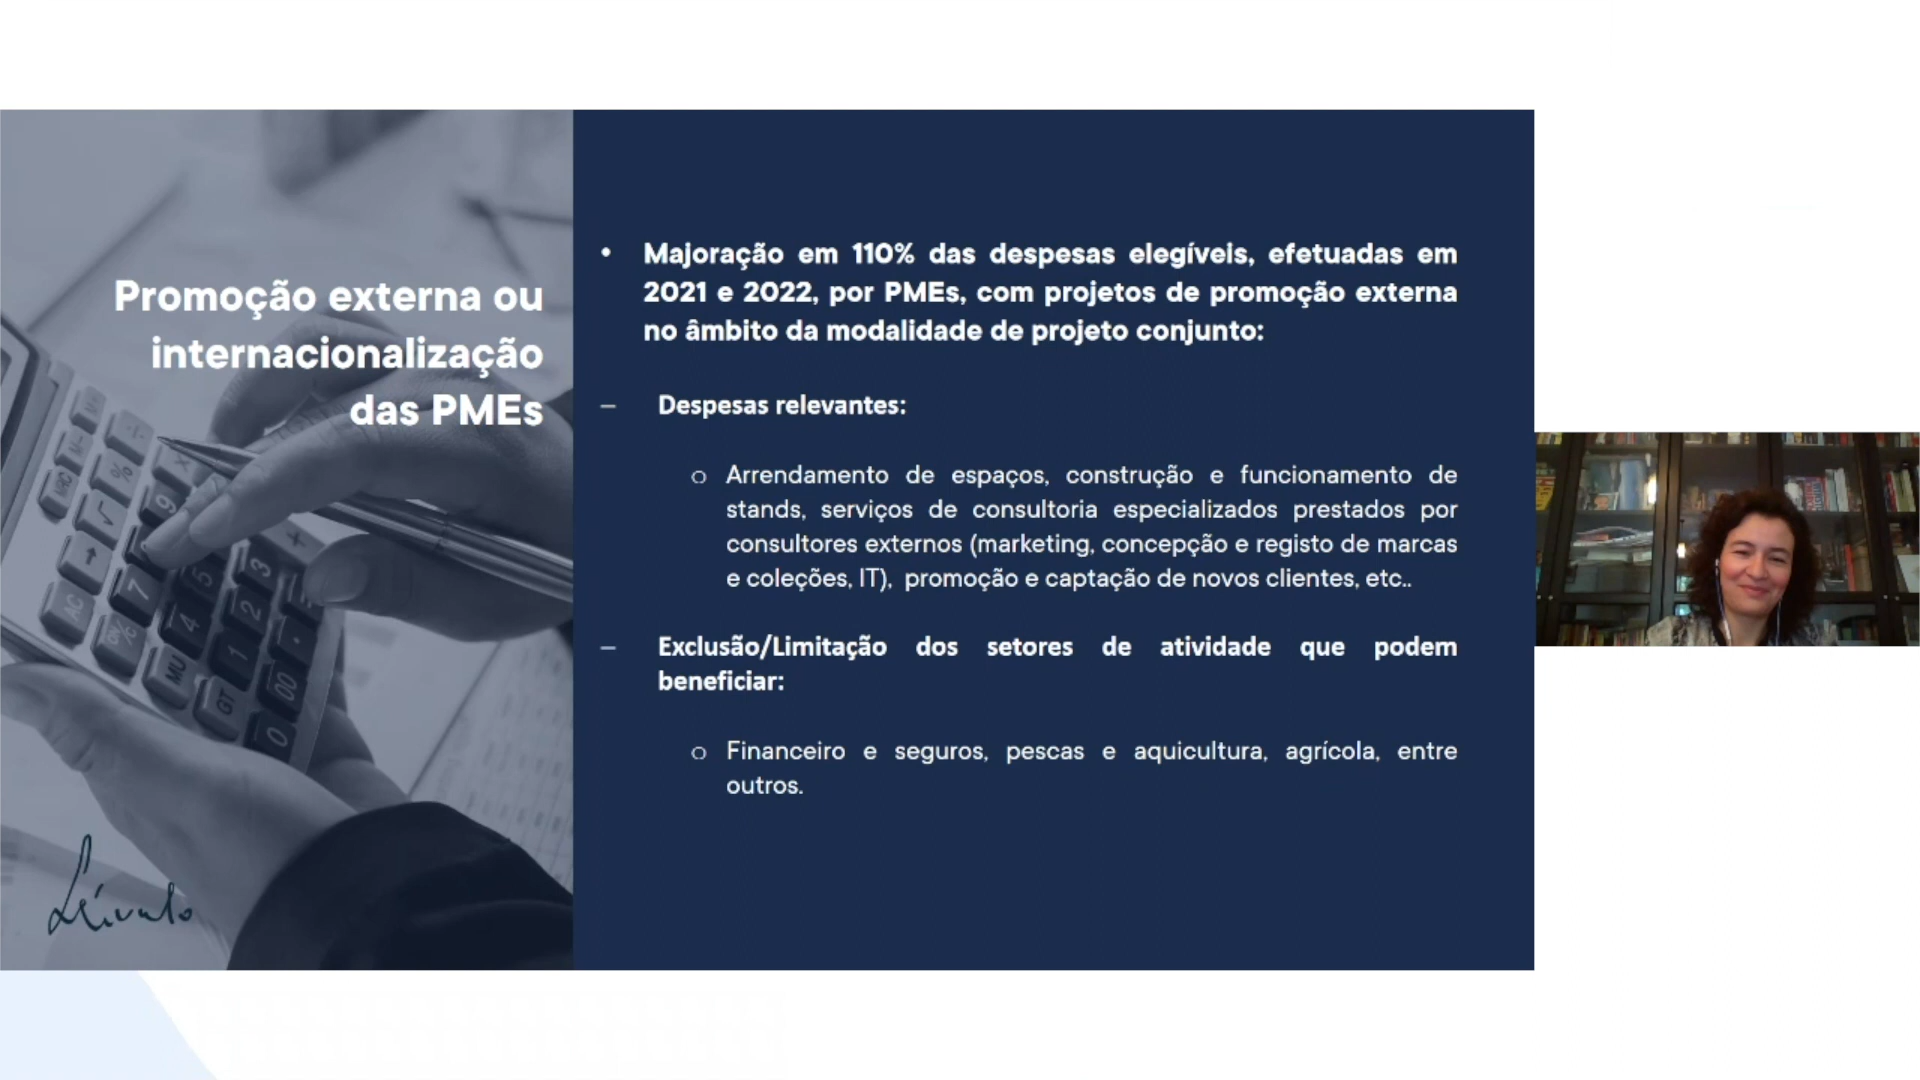 Promoção externa ou
internacionalização
das PMEs
• Majoração em 110% das despesas elegíveis, efetuadas em
2021 e 2022, por PMEs, com projetos de promoção externa
no âmbito da modalidade de projeto conjunto:
– Despesas relevantes:
o Arrendamento de espaços, construção e funcionamento de
stands, serviços de consultoria especializados prestados por
consultores externos (marketing, concepção e registo de marcas
e coleções, IT), promoção e captação de novos clientes, etc..
– Exclusão/Limitação dos setores de atividade que podem
beneficiar:
o Financeiro e seguros, pescas e aquicultura, agrícola, entre
outros.